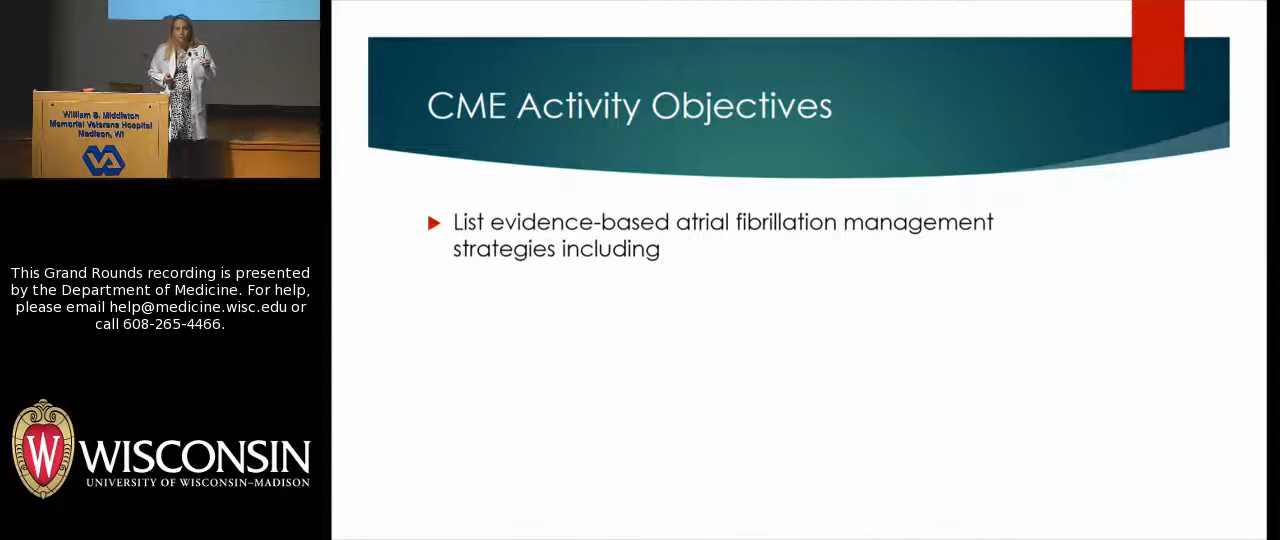 William S. Middleton
Memorial Veterans Hospital
Madison, WI
VA
This Grand Rounds recording is presented
by the Department of Medicine. For help,
please email help@medicine.wisc.edu or
call 608-265-4466.
W
WISCONSIN
UNIVERSITY OF WISCONSIN–MADISON
CME Activity Objectives
List evidence-based atrial fibrillation management
strategies including